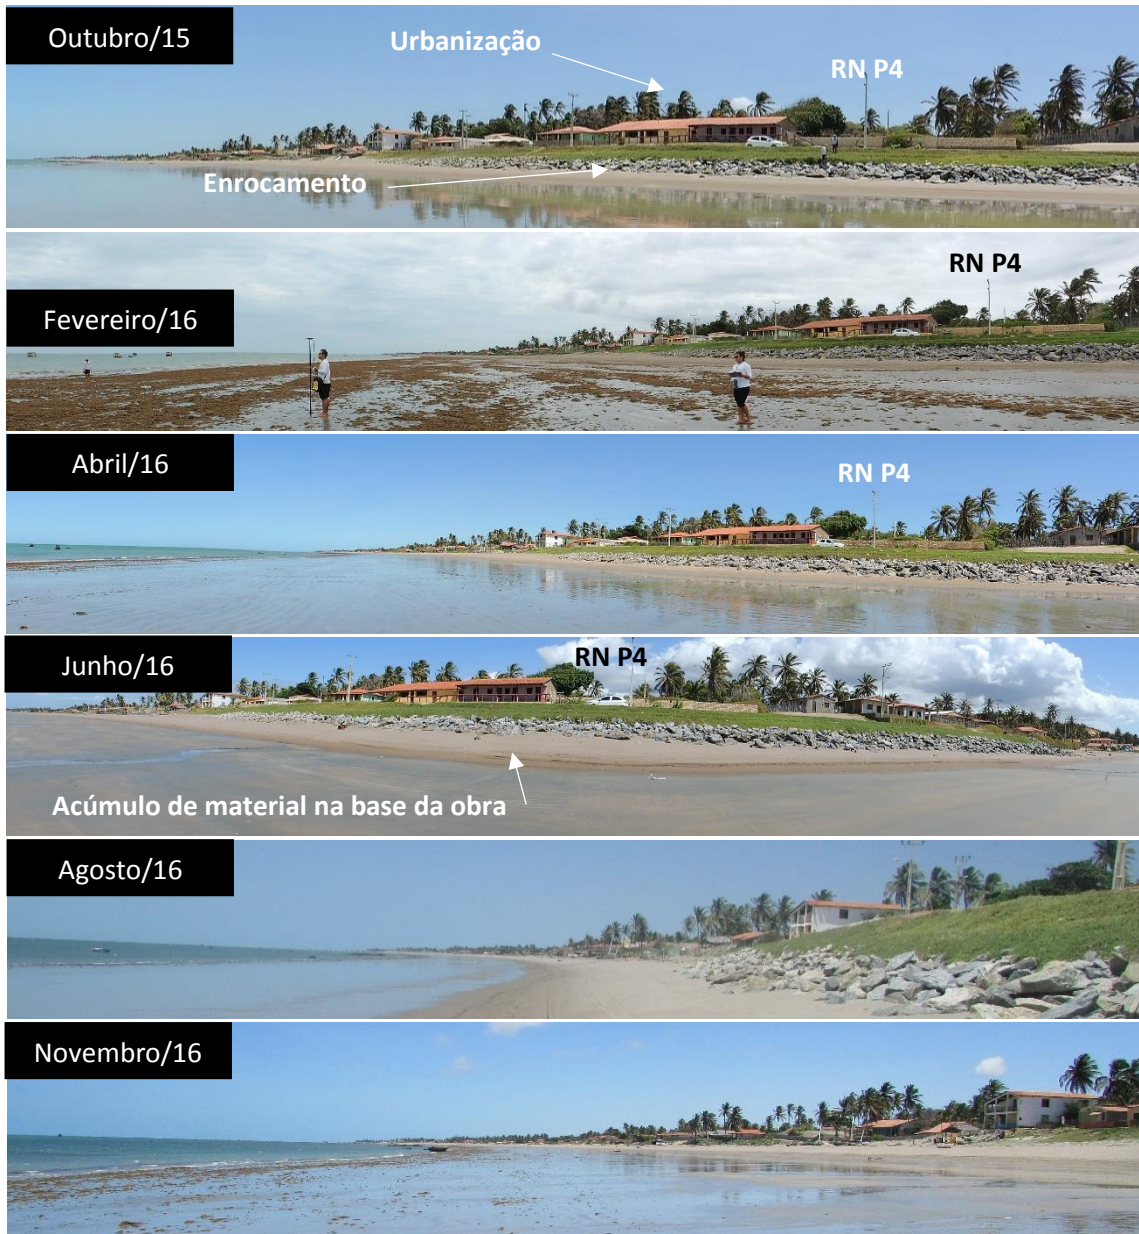 Outubro/15
Urbanização
RN P4
Enrocamento
Fevereiro/16
RN P4
Abril/16
RN P4
Junho/16
RN P4
Acúmulo de material na base da obra
Agosto/16
Novembro/16